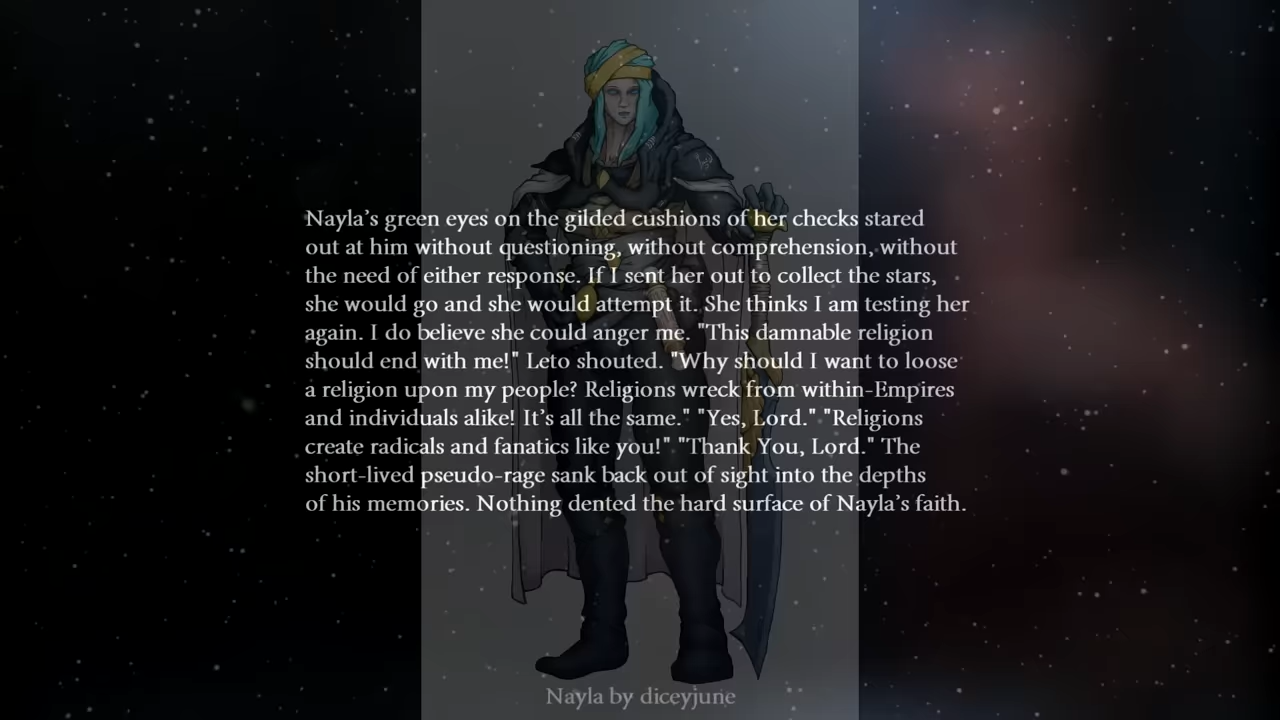 Nayla's green eyes on the gilded cushions of her checks stared
out at him without questioning, without comprehension, without
the need of either response. If I sent her out to collect the stars,
she would go and she would attempt it. She thinks I am testing her
again. I do believe she could anger me. "This damnable religion
should end with me!" Leto shouted. "Why should I want to loose
a religion upon my people? Religions wreck from within-Empires
and individuals alike! It's all the same." "Yes, Lord." "Religions
create radicals and fanatics like you!" "Thank You, Lord." The
short-lived pseudo-rage sank back out of sight into the depths
of his memories. Nothing dented the hard surface of Nayla's faith.
Nayla by diceyjune